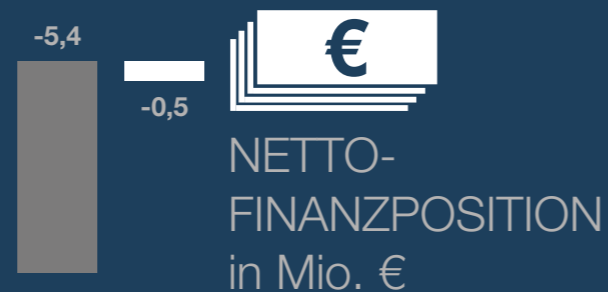 -5,4
-0,5
€
NETTO-
FINANZPOSITION
in Mio. €